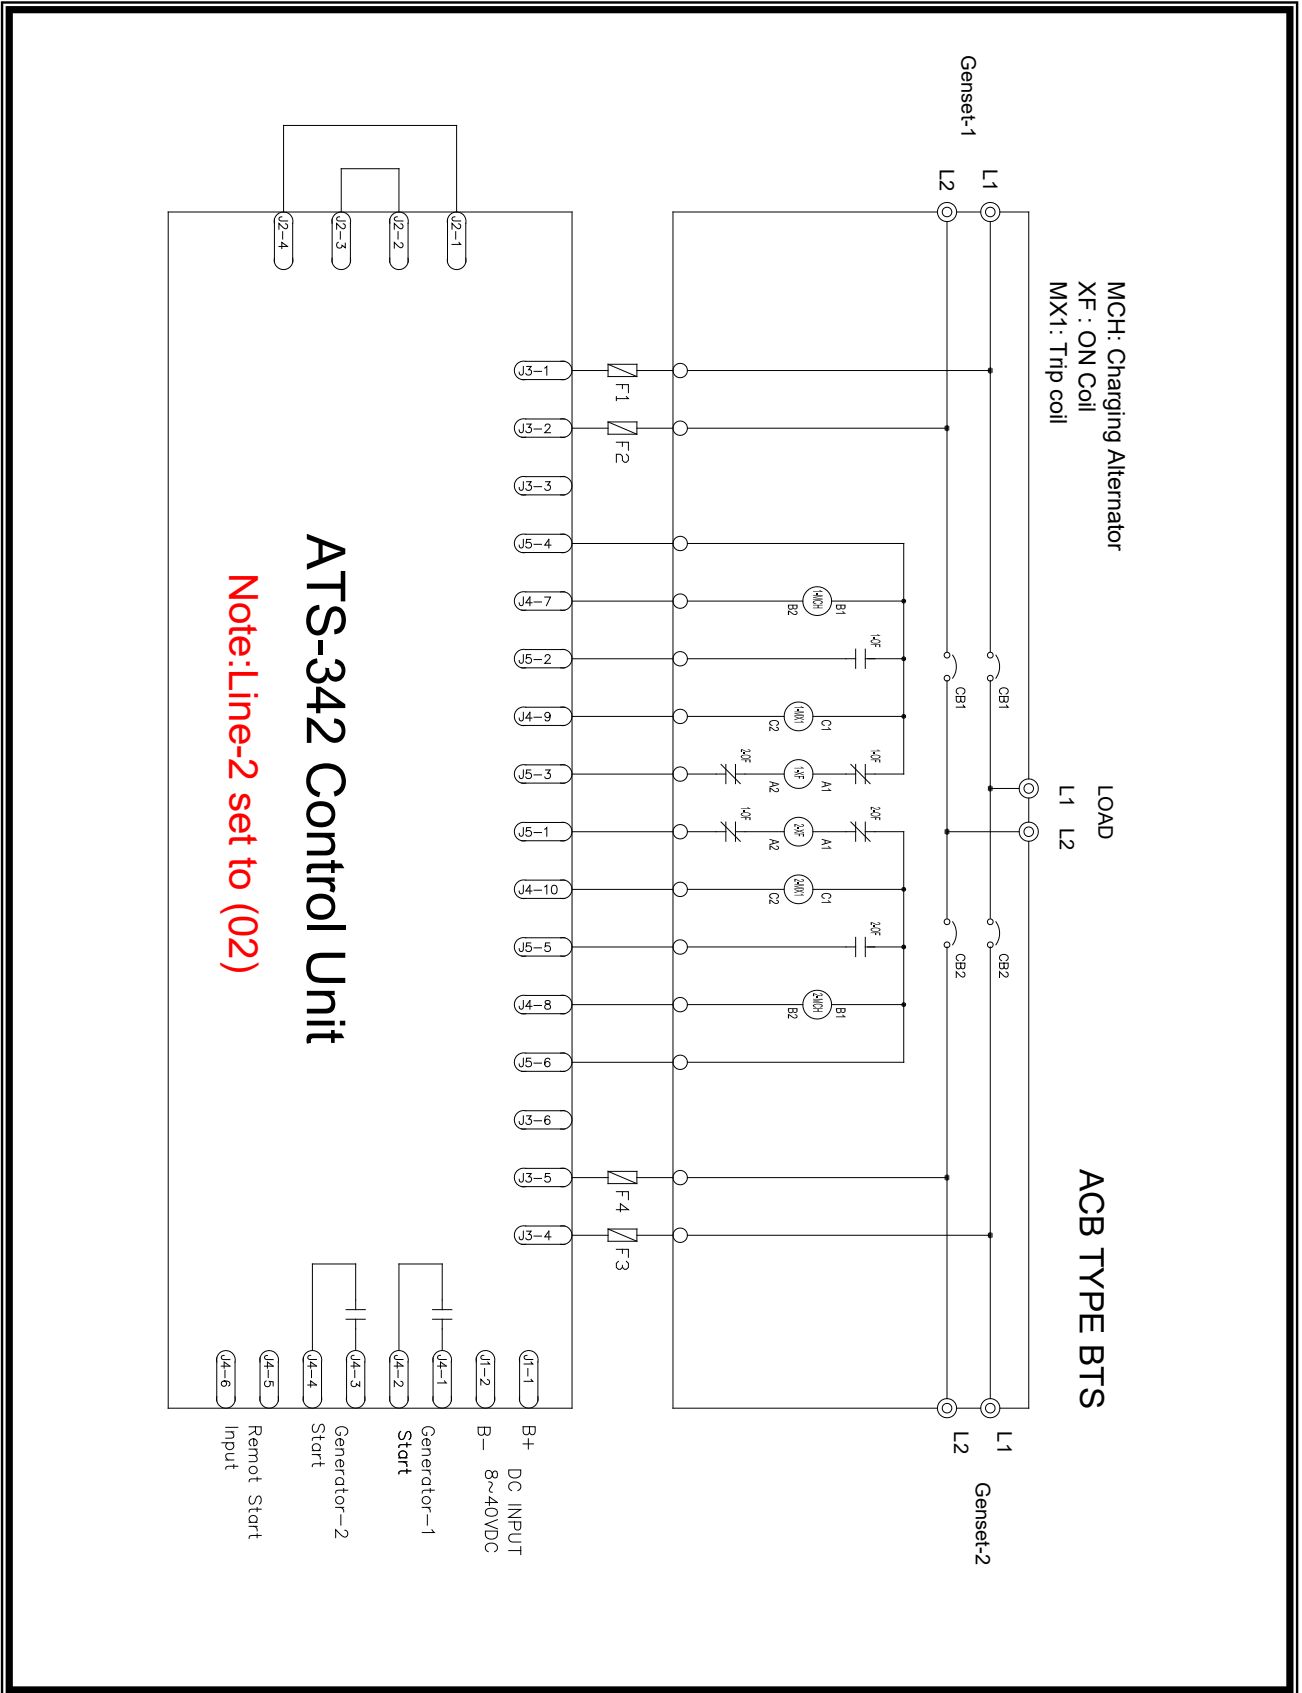 ACB TYPE BTS
MCH: Charging Alternator
XF : ON Coil
MX1: Trip coil
LOAD
L1 L2
Genset-1
L1
L2
CB1
CB1
CB2
CB2
L1
L2
Genset-2
1-MCH
B1
B2
1-OF
1-MX1
C1
C2
1-OF
1-XF
A1
A2
2-OF
2-OF
2-XF
A1
A2
1-OF
2-MX1
C1
C2
2-OF
2-MCH
B1
B2
F1
F2
F4
F3
J3-1
J3-2
J3-3
J5-4
J4-7
J5-2
J4-9
J5-3
J5-1
J4-10
J5-5
J4-8
J5-6
J3-6
J3-5
J3-4
J2-1
J2-2
J2-3
J2-4
ATS-342 Control Unit
Note:Line-2 set to (02)
J1-1
J1-2
J4-1
J4-2
J4-3
J4-4
J4-5
J4-6
B+ DC INPUT
B- 8~40VDC
Generator-1
Start
Generator-2
Start
Remot Start
Input